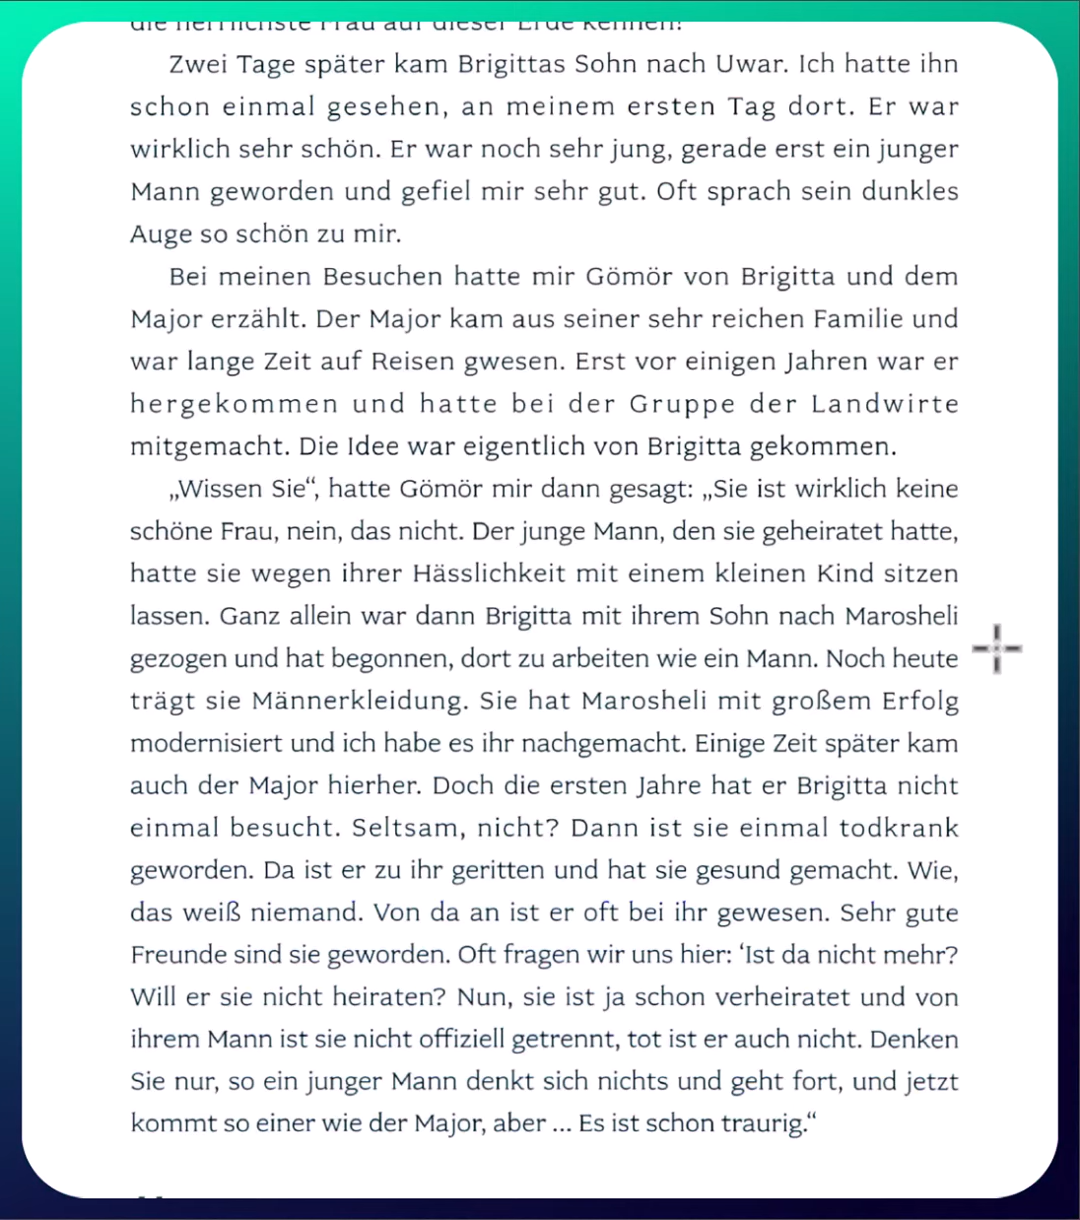 die herrlichste Frau auf dieser Erde kennen!
Zwei Tage später kam Brigittas Sohn nach Uwar. Ich hatte ihn
schon einmal gesehen, an meinem ersten Tag dort. Er war
wirklich sehr schön. Er war noch sehr jung, gerade erst ein junger
Mann geworden und gefiel mir sehr gut. Oft sprach sein dunkles
Auge so schön zu mir.
Bei meinen Besuchen hatte mir Gömör von Brigitta und dem
Major erzählt. Der Major kam aus seiner sehr reichen Familie und
war lange Zeit auf Reisen gwesen. Erst vor einigen Jahren war er
hergekommen und hatte bei der Gruppe der Landwirte
mitgemacht. Die Idee war eigentlich von Brigitta gekommen.
„Wissen Sie“, hatte Gömör mir dann gesagt: „Sie ist wirklich keine
schöne Frau, nein, das nicht. Der junge Mann, den sie geheiratet hatte,
hatte sie wegen ihrer Hässlichkeit mit einem kleinen Kind sitzen
lassen. Ganz allein war dann Brigitta mit ihrem Sohn nach Marosheli
gezogen und hat begonnen, dort zu arbeiten wie ein Mann. Noch heute
trägt sie Männerkleidung. Sie hat Marosheli mit großem Erfolg
modernisiert und ich habe es ihr nachgemacht. Einige Zeit später kam
auch der Major hierher. Doch die ersten Jahre hat er Brigitta nicht
einmal besucht. Seltsam, nicht? Dann ist sie einmal todkrank
geworden. Da ist er zu ihr geritten und hat sie gesund gemacht. Wie,
das weiß niemand. Von da an ist er oft bei ihr gewesen. Sehr gute
Freunde sind sie geworden. Oft fragen wir uns hier: ‘Ist da nicht mehr?
Will er sie nicht heiraten? Nun, sie ist ja schon verheiratet und von
ihrem Mann ist sie nicht offiziell getrennt, tot ist er auch nicht. Denken
Sie nur, so ein junger Mann denkt sich nichts und geht fort, und jetzt
kommt so einer wie der Major, aber ... Es ist schon traurig.“